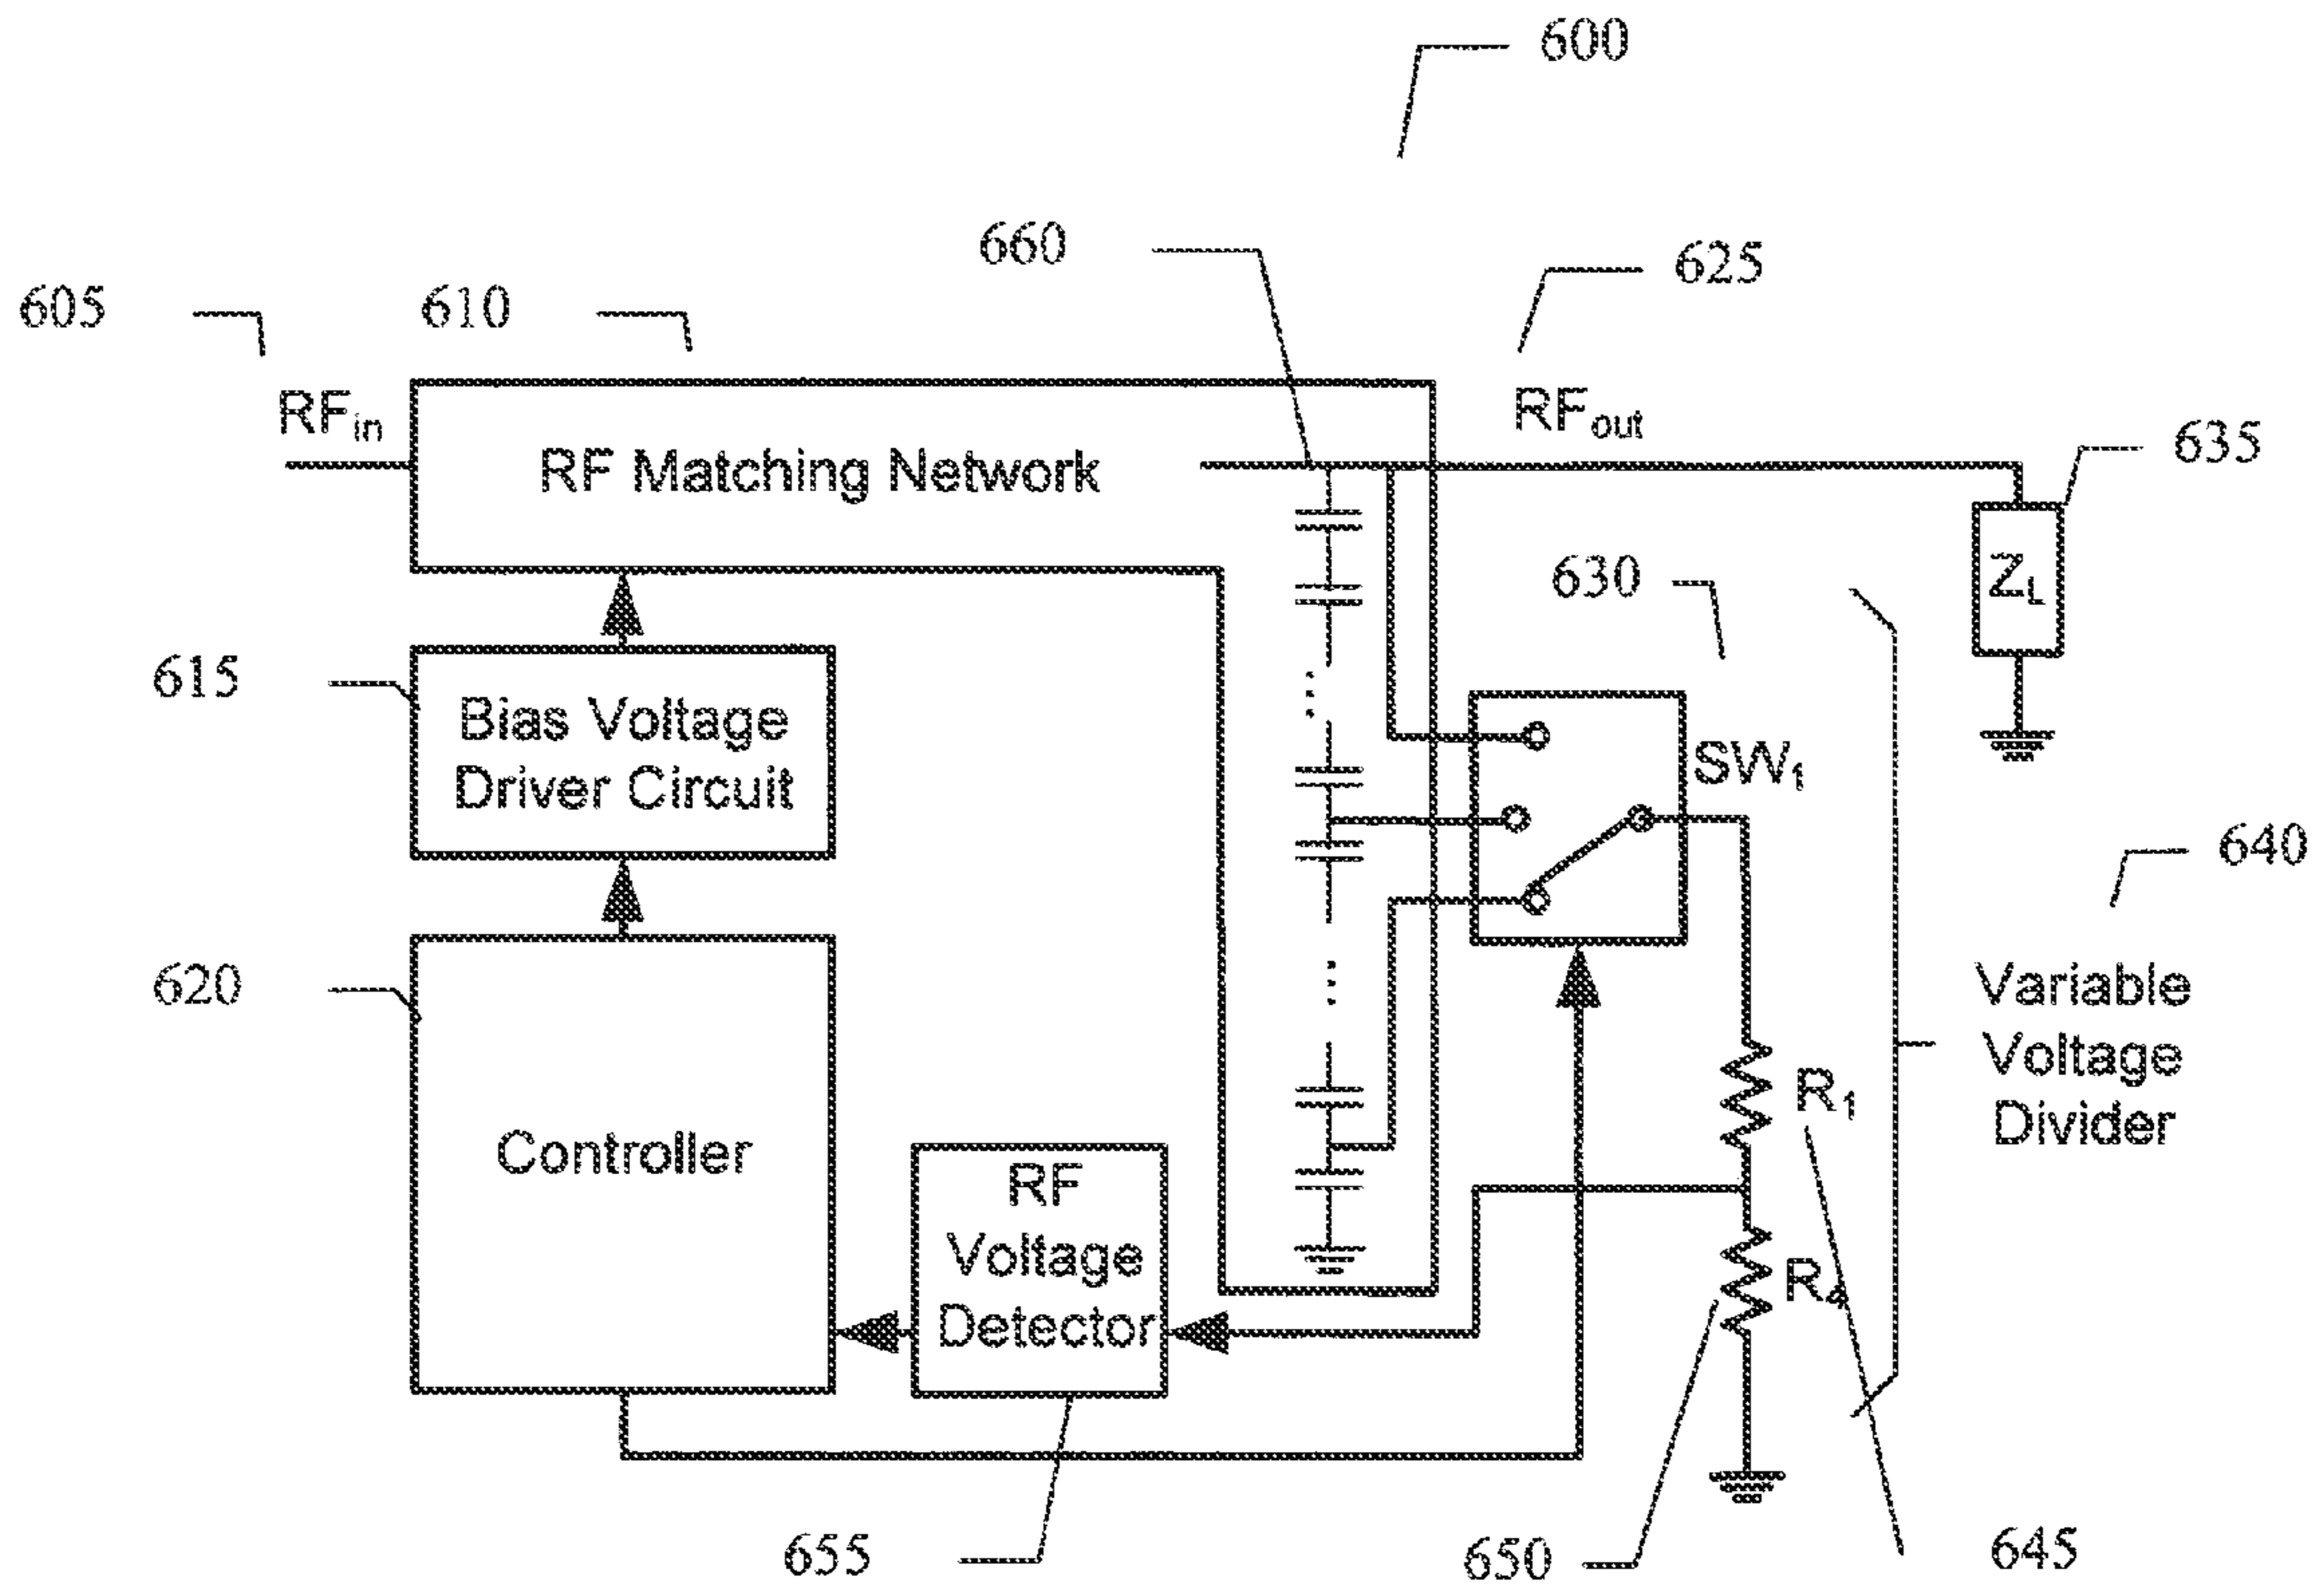 600
660
625
605
610
RFin
RFout
635
RF Matching Network
630
ZL
615
Bias Voltage
Driver Circuit
SW1
640
620
Variable
Voltage
Divider
Controller
R1
RF
Voltage
Detector
655
650
645